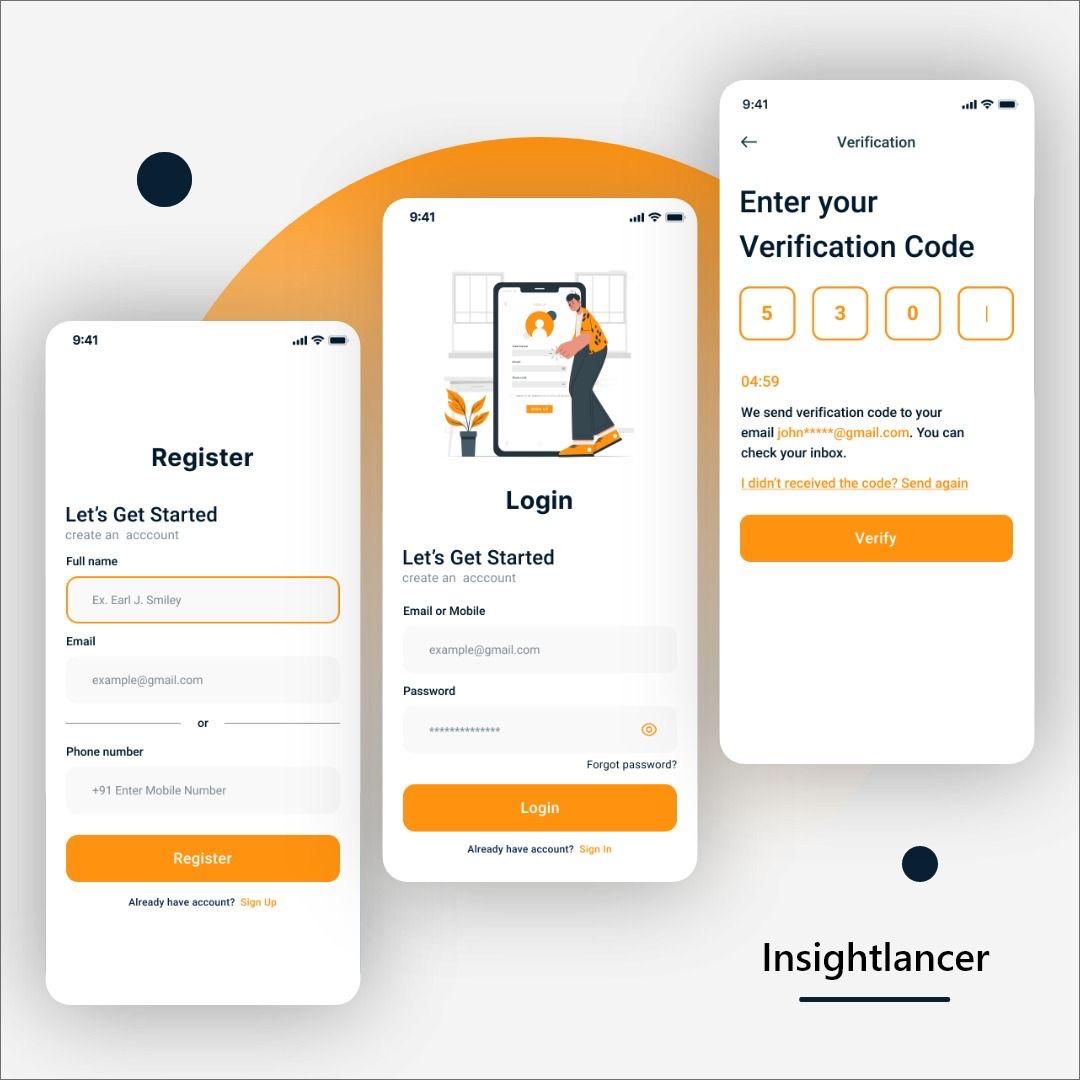 9:41
Register
Let's Get Started
create an  acccount
Full name
Ex. Earl J. Smiley
Email
example@gmail.com
or
Phone number
+91 Enter Mobile Number
Register
Already have account? Sign Up
9:41
SIGN UP
Login
Let's Get Started
create an  acccount
Email or Mobile
example@gmail.com
Password
**************
Forgot password?
Login
Already have account? Sign In
9:41
Verification
Enter your
Verification Code
5 3 0 |
04:59
We send verification code to your
email john*****@gmail.com. You can
check your inbox.
I didn't received the code? Send again
Verify
Insightlancer